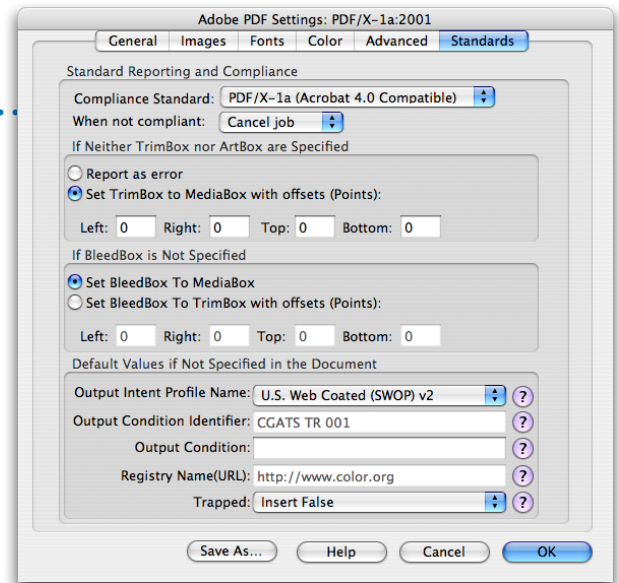 Adobe PDF Settings: PDF/X-1a:2001
General Images Fonts Color Advanced Standards
Standard Reporting and Compliance
Compliance Standard: PDF/X-1a (Acrobat 4.0 Compatible)
When not compliant: Cancel job
If Neither TrimBox nor ArtBox are Specified
Report as error
Set TrimBox to MediaBox with offsets (Points):
Left: 0 Right: 0 Top: 0 Bottom: 0
If BleedBox is Not Specified
Set BleedBox To MediaBox
Set BleedBox To TrimBox with offsets (Points):
Left: 0 Right: 0 Top: 0 Bottom: 0
Default Values if Not Specified in the Document
Output Intent Profile Name: U.S. Web Coated (SWOP) v2 ?
Output Condition Identifier: CGATS TR 001 ?
Output Condition: ?
Registry Name(URL): http://www.color.org ?
Trapped: Insert False ?
Save As... Help Cancel OK